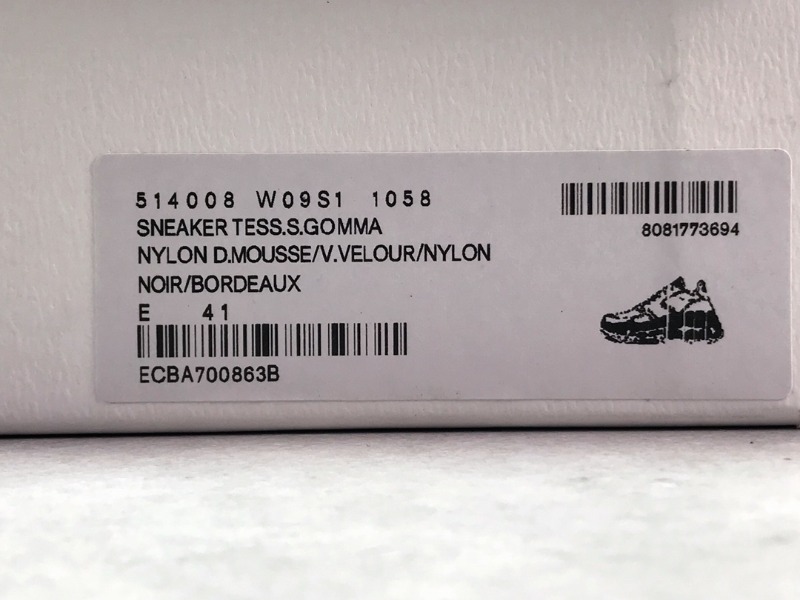 514008 W09S1 1058
SNEAKER TESS.S.GOMMA
NYLON D.MOUSSE/V.VELOUR/NYLON
NOIR/BORDEAUX
E 41
ECBA700863B
8081773694